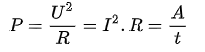 P = U²/R = I². R = A/t